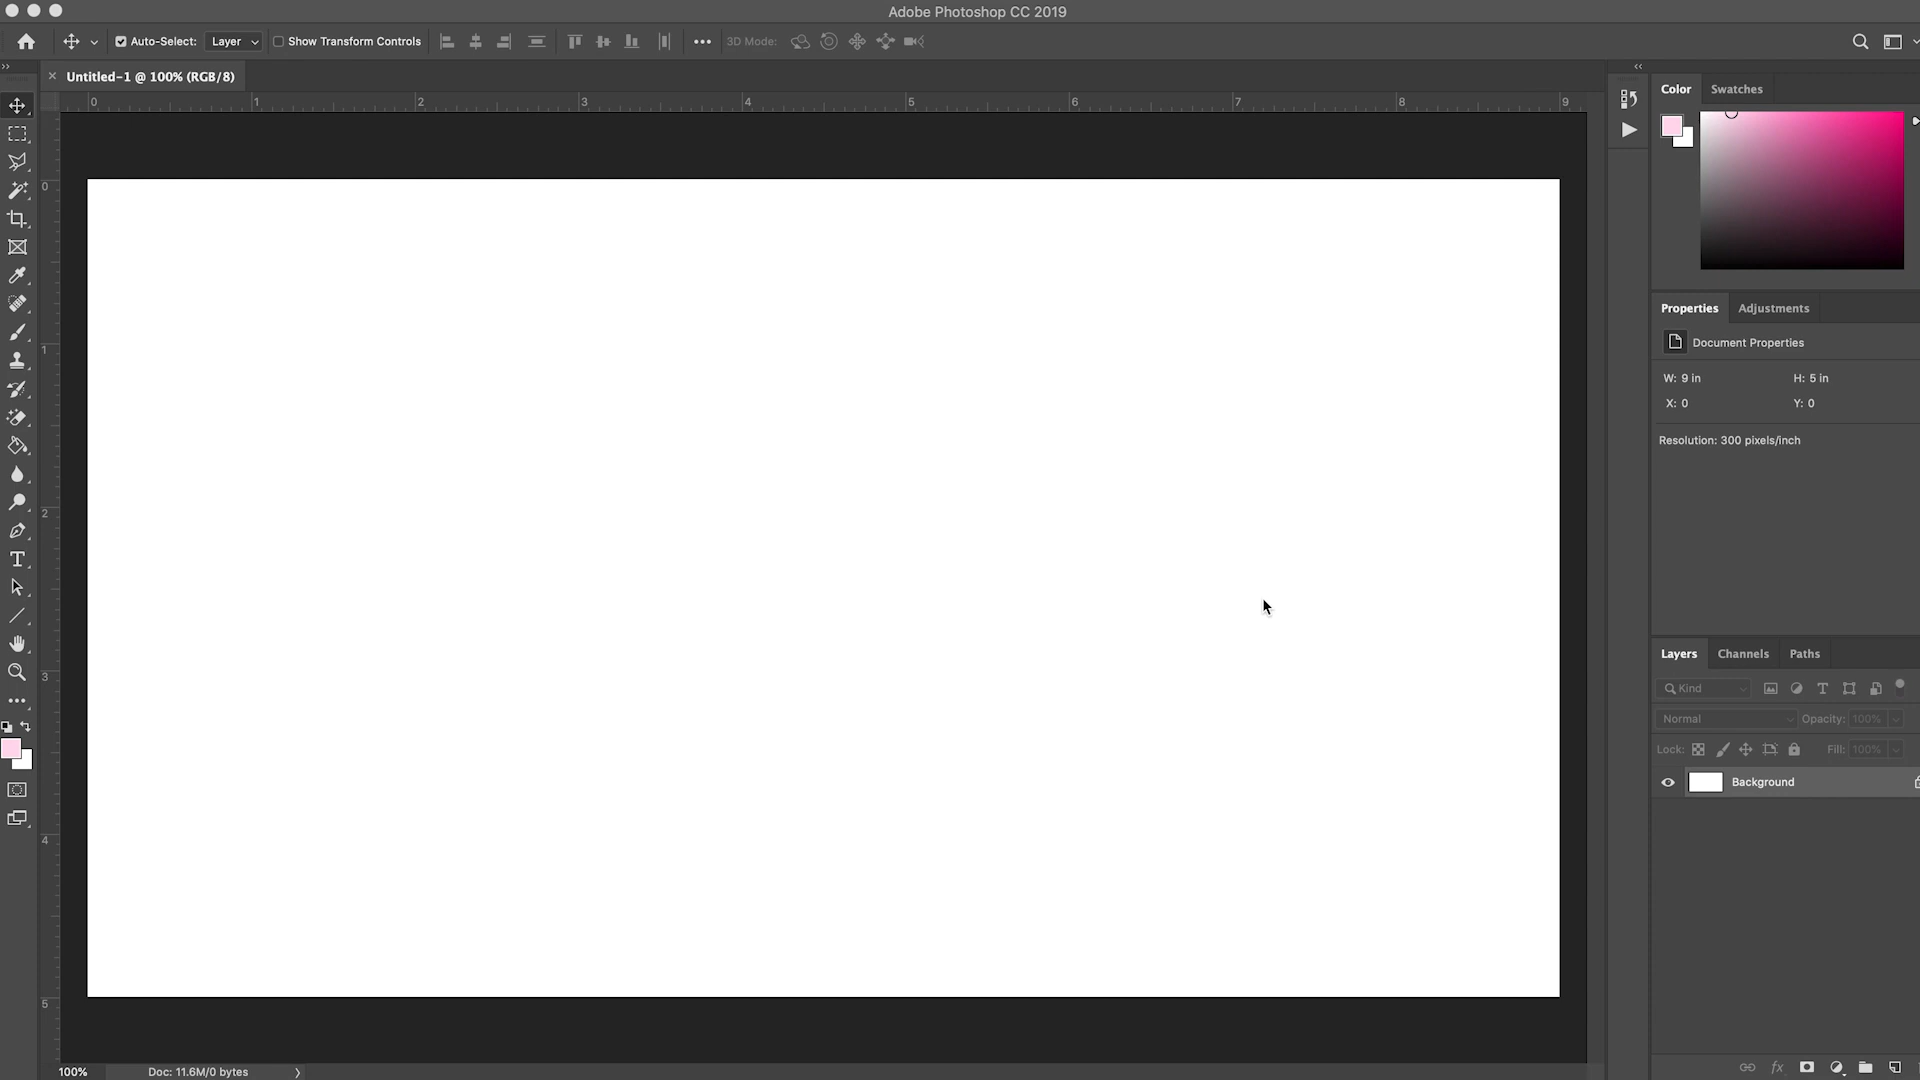 Adobe Photoshop CC 2019
Auto-Select: Layer Show Transform Controls 3D Mode:
Untitled-1 @ 100% (RGB/8)
0 1 2 3 4 5 6 7 8 9
0
1
2
3
4
5
Color Swatches
Properties Adjustments
Document Properties
W: 9 in H: 5 in
X: 0 Y: 0
Resolution: 300 pixels/inch
Layers Channels Paths
Kind
Normal Opacity: 100%
Lock: Fill: 100%
Background
fx
100% Doc: 11.6M/0 bytes